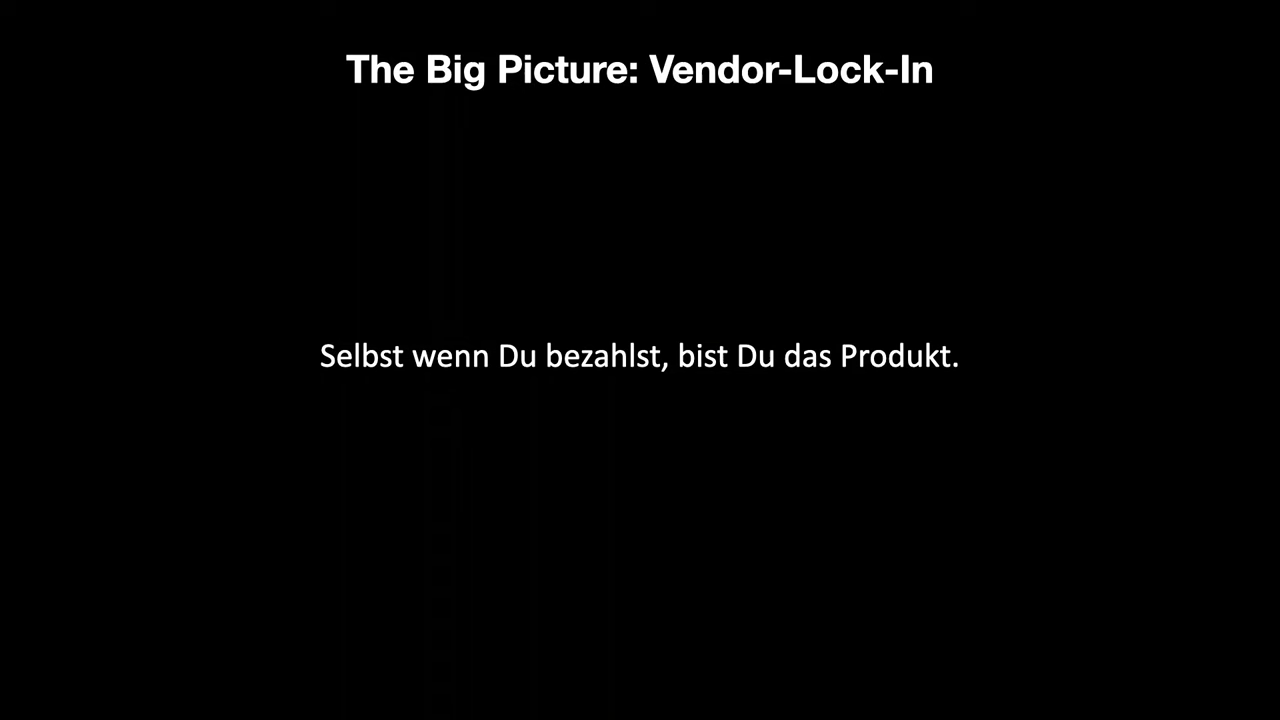 The Big Picture: Vendor-Lock-In
Selbst wenn Du bezahlst, bist Du das Produkt.